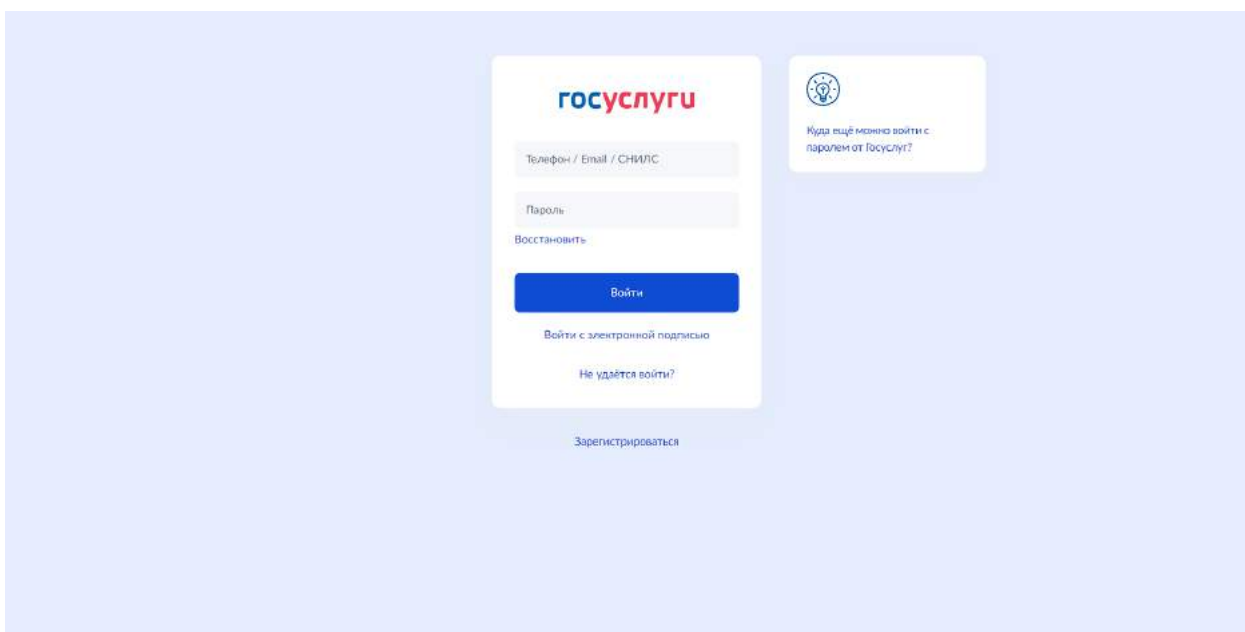 госуслуги
Телефон / Email / СНИЛС
Пароль
Восстановить
Войти
Войти с электронной подписью
Не удаётся войти?
Зарегистрироваться
Куда ещё можно войти с
паролем от Госуслуг?